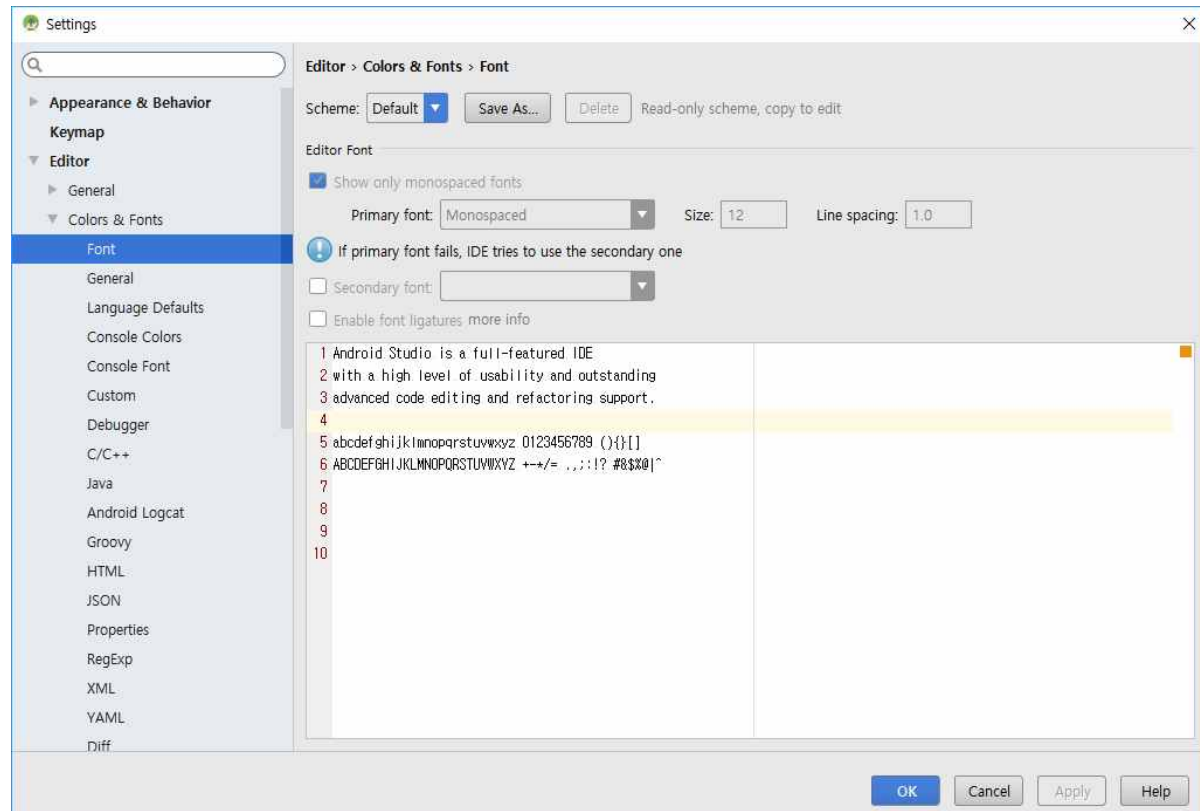 Settings
Appearance & Behavior
Keymap
Editor
General
Colors & Fonts
Font
General
Language Defaults
Console Colors
Console Font
Custom
Debugger
C/C++
Java
Android Logcat
Groovy
HTML
JSON
Properties
RegExp
XML
YAML
Diff
Editor > Colors & Fonts > Font
Scheme: Default Save As... Delete Read-only scheme, copy to edit
Editor Font
Show only monospaced fonts
Primary font: Monospaced Size: 12 Line spacing: 1.0
If primary font fails, IDE tries to use the secondary one
Secondary font:
Enable font ligatures more info
1 Android Studio is a full-featured IDE
2 with a high level of usability and outstanding
3 advanced code editing and refactoring support.
4
5 abcdefghijklmnopqrstuvwxyz 0123456789 (){}[]
6 ABCDEFGHIJKLMNOPQRSTUVWXYZ +-*/= .,;:!? #&$%@|^
7
8
9
10
OK Cancel Apply Help